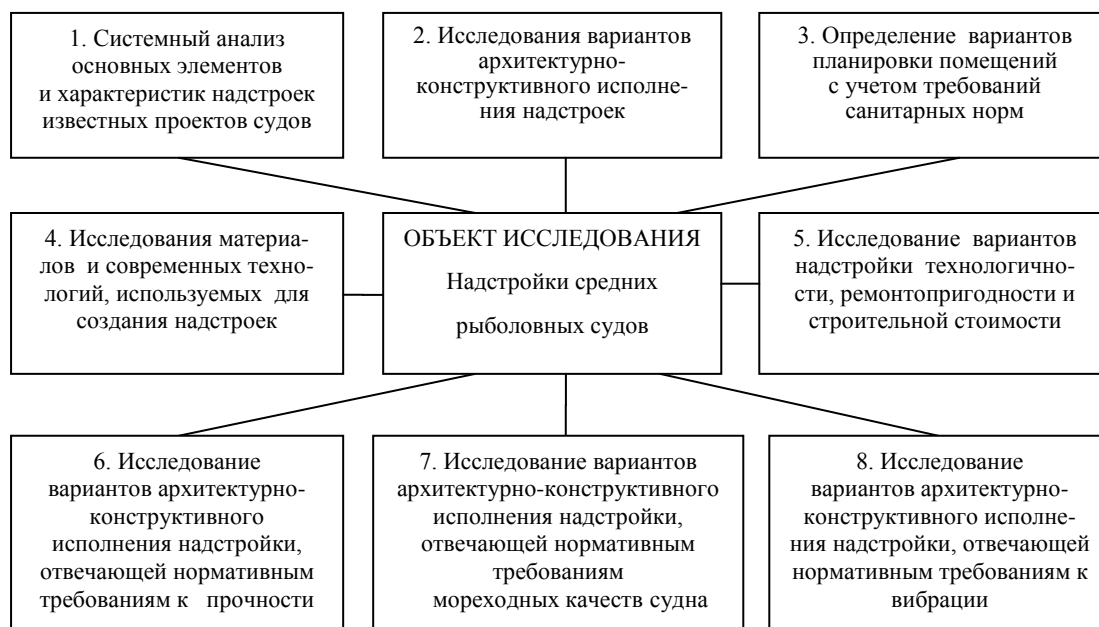 1. Системный анализ
основных элементов
и характеристик надстроек
известных проектов судов
2. Исследования вариантов
архитектурно-
конструктивного исполне-
ния надстроек
3. Определение вариантов
планировки помещений
с учетом требований
санитарных норм
4. Исследования материа-
лов и современных техно-
логий, используемых для
создания надстроек
ОБЪЕКТ ИССЛЕДОВАНИЯ
Надстройки средних
рыболовных судов
5. Исследование вариантов
надстройки технологично-
сти, ремонтопригодности и
строительной стоимости
6. Исследование
вариантов архитектурно-
конструктивного
исполнения надстройки,
отвечающей нормативным
требованиям к прочности
7. Исследование вариантов
архитектурно-конструктивного
исполнения надстройки,
отвечающей нормативным
требованиям
мореходных качеств судна
8. Исследование
вариантов архитектурно-
конструктивного исполне-
ния надстройки, отвечающей
нормативным требованиям к
вибрации